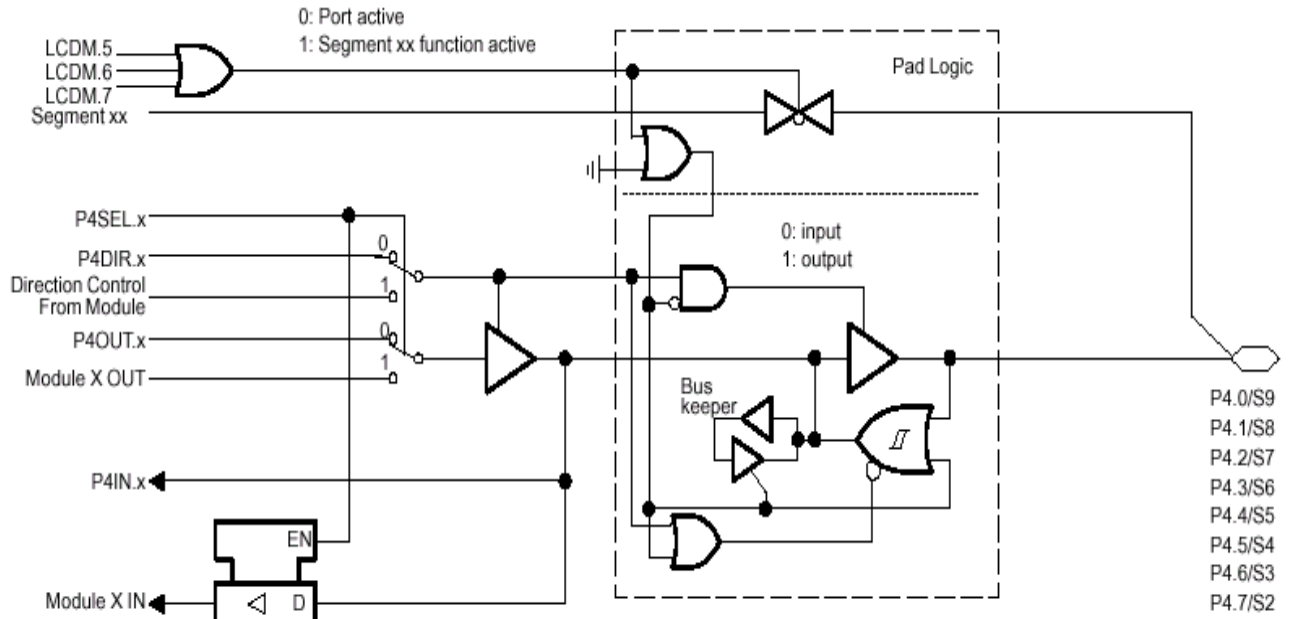 0: Port active
1: Segment xx function active
LCDM.5
LCDM.6
LCDM.7
Segment xx
Pad Logic
P4SEL.x
P4DIR.x
0
Direction Control
From Module
1
P4OUT.x
0
Module X OUT
1
0: input
1: output
Bus
keeper
P4IN.x
EN
Module X IN
D
P4.0/S9
P4.1/S8
P4.2/S7
P4.3/S6
P4.4/S5
P4.5/S4
P4.6/S3
P4.7/S2